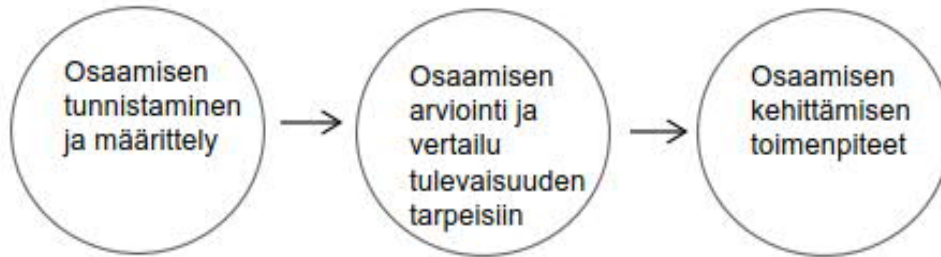 Osaamisen
tunnistaminen
ja määrittely
Osaamisen
arviointi ja
vertailu
tulevaisuuden
tarpeisiin
Osaamisen
kehittämisen
toimenpiteet